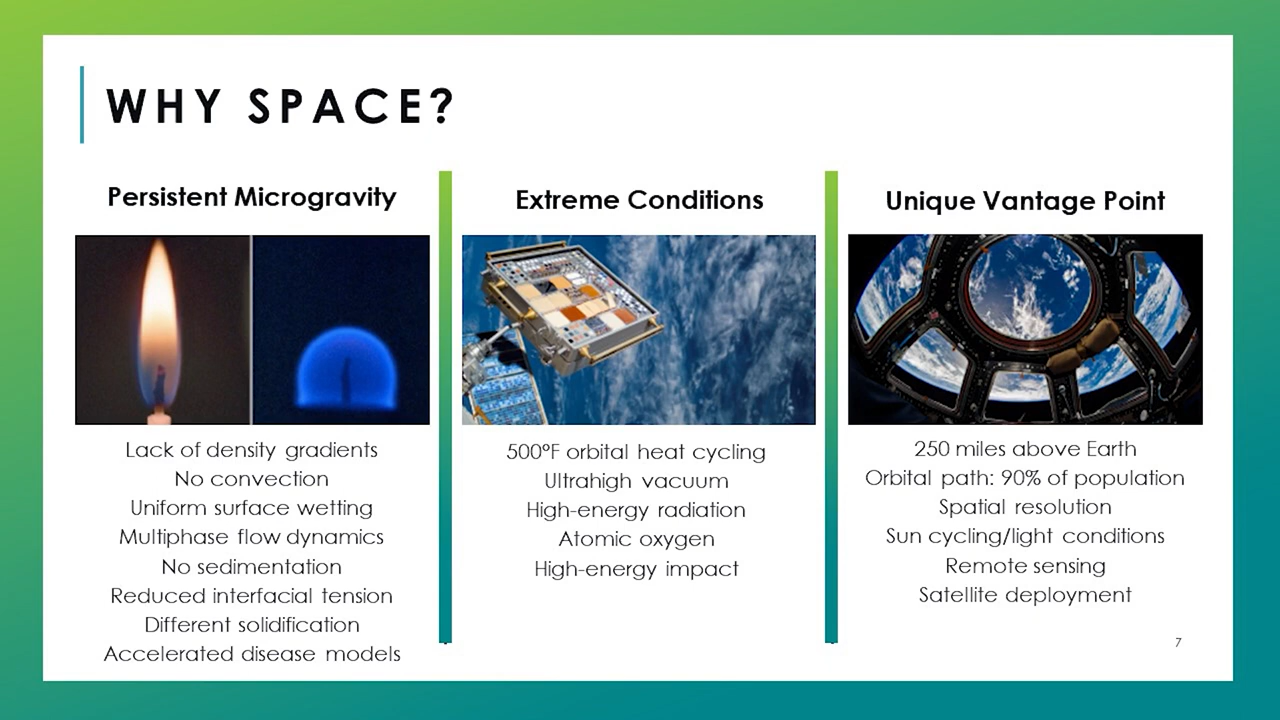 WHY SPACE?
Persistent Microgravity
Lack of density gradients
No convection
Uniform surface wetting
Multiphase flow dynamics
No sedimentation
Reduced interfacial tension
Different solidification
Accelerated disease models
Extreme Conditions
500°F orbital heat cycling
Ultrahigh vacuum
High-energy radiation
Atomic oxygen
High-energy impact
Unique Vantage Point
250 miles above Earth
Orbital path: 90% of population
Spatial resolution
Sun cycling/light conditions
Remote sensing
Satellite deployment
7